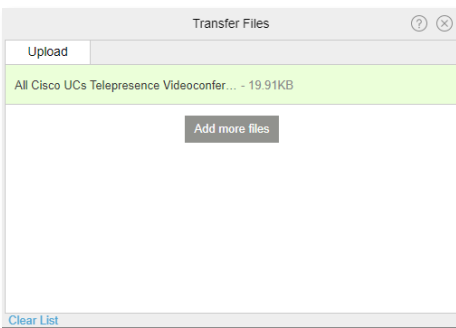 Transfer Files
Upload
All Cisco UCs Telepresence Videoconfer... - 19.91KB
Add more files
Clear List